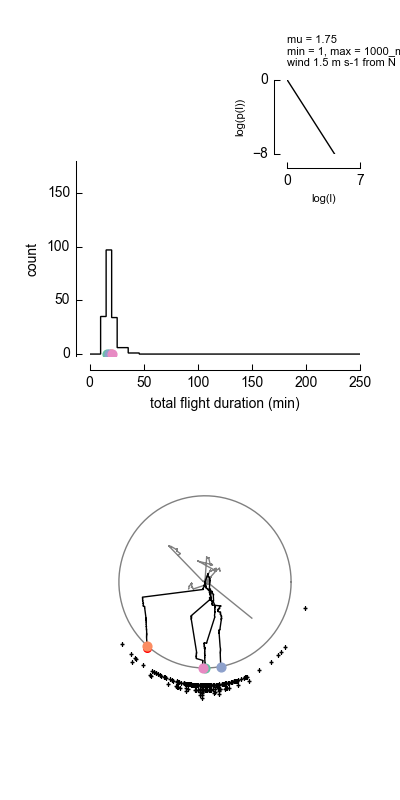 mu = 1.75
min = 1, max = 1000_m
wind 1.5 m s-1 from N
0
log(p(l))
−8
0 7
log(l)
150
100
50
0
count
0 50 100 150 200 250
total flight duration (min)